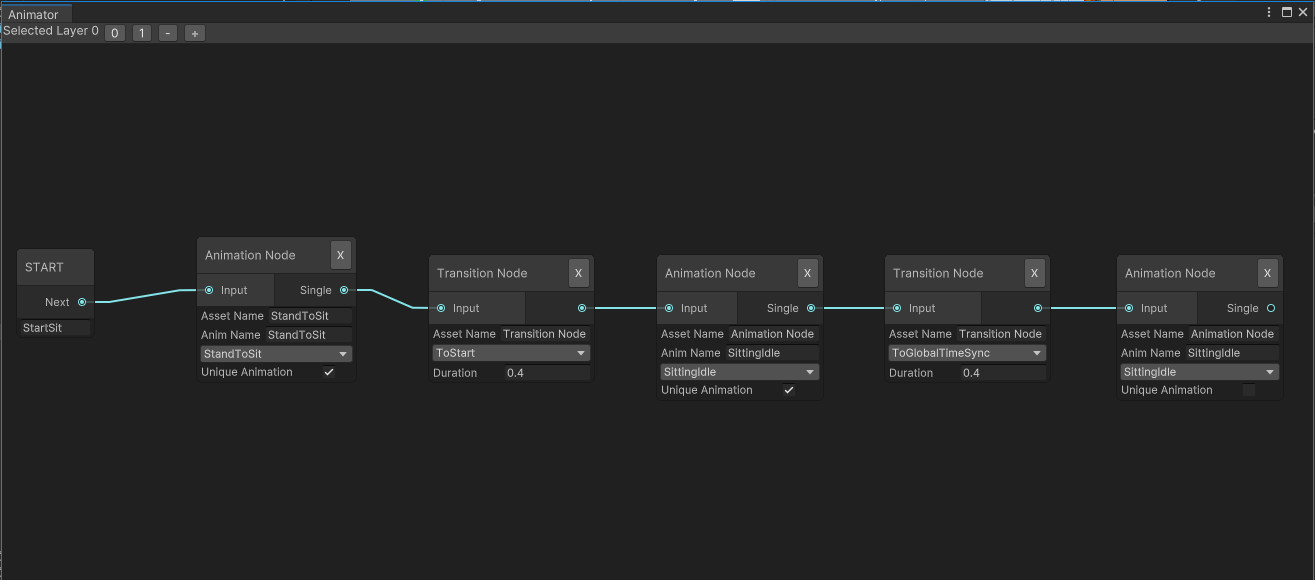 Animator
Selected Layer 0 0 1 - +
START
Next
StartSit
Animation Node X
Input Single
Asset Name StandToSit
Anim Name StandToSit
StandToSit
Unique Animation
Transition Node X
Input
Asset Name Transition Node
ToStart
Duration 0.4
Animation Node X
Input Single
Asset Name Animation Node
Anim Name SittingIdle
SittingIdle
Unique Animation
Transition Node X
Input
Asset Name Transition Node
ToGlobalTimeSync
Duration 0.4
Animation Node X
Input Single
Asset Name Animation Node
Anim Name SittingIdle
SittingIdle
Unique Animation